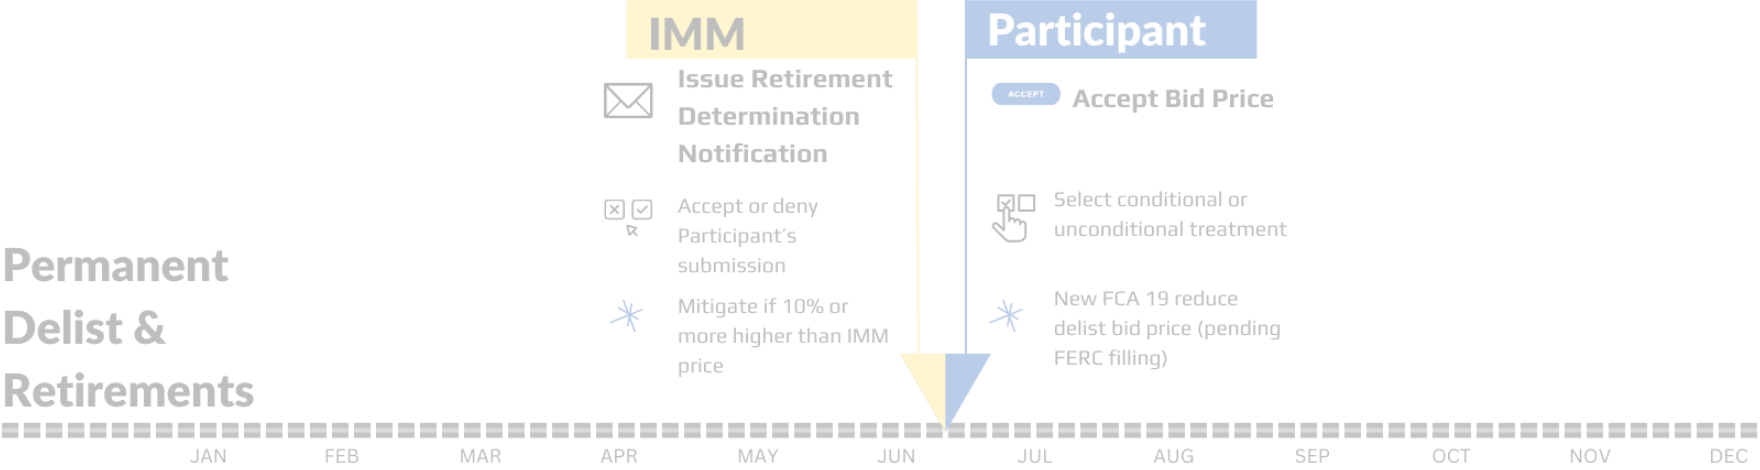 IMM
Issue Retirement
Determination
Notification
Accept or deny
Participant's
submission
Mitigate if 10% or
more higher than IMM
price
Participant
ACCEPT
Accept Bid Price
Select conditional or
unconditional treatment
New FCA 19 reduce
delist bid price (pending
FERC filling)
Permanent
Delist &
Retirements
JAN FEB MAR APR MAY JUN JUL AUG SEP OCT NOV DEC